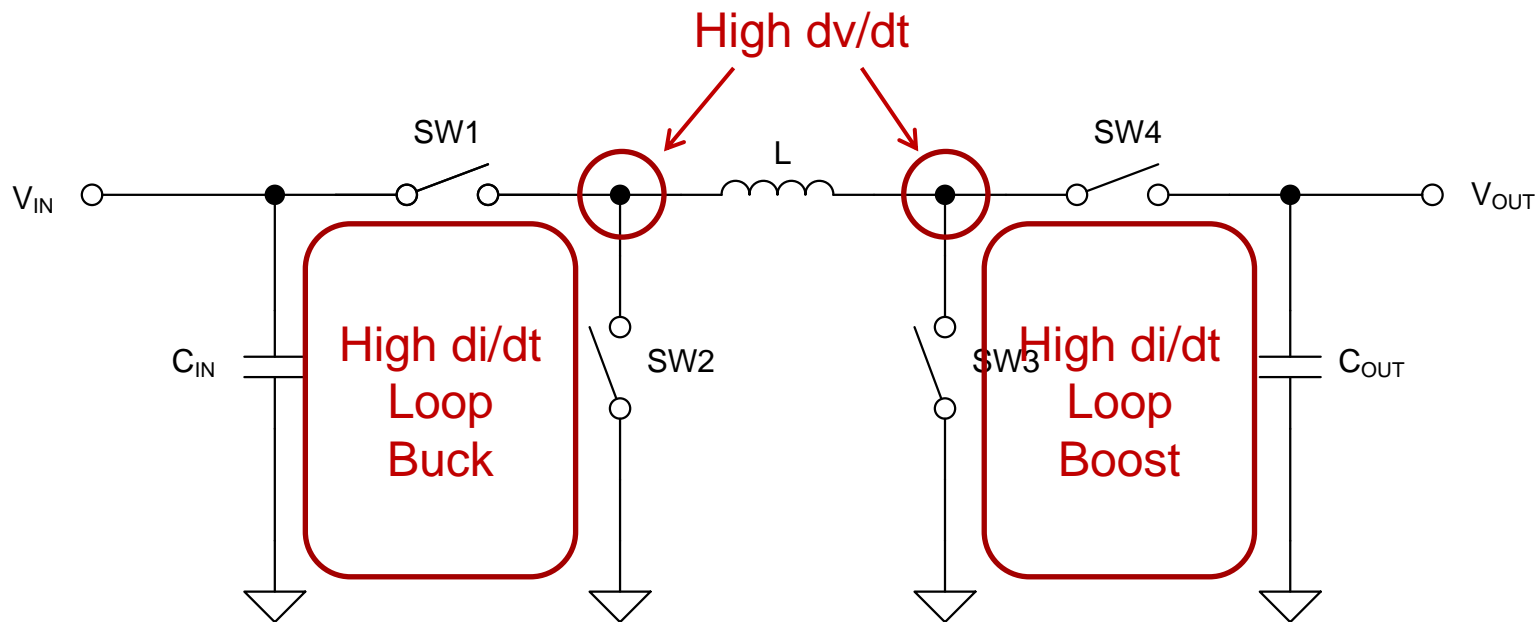 High dv/dt
SW1
L
SW4
VIN
VOUT
CIN
High di/dt
Loop
Buck
SW2
SW3
High di/dt
Loop
Boost
COUT